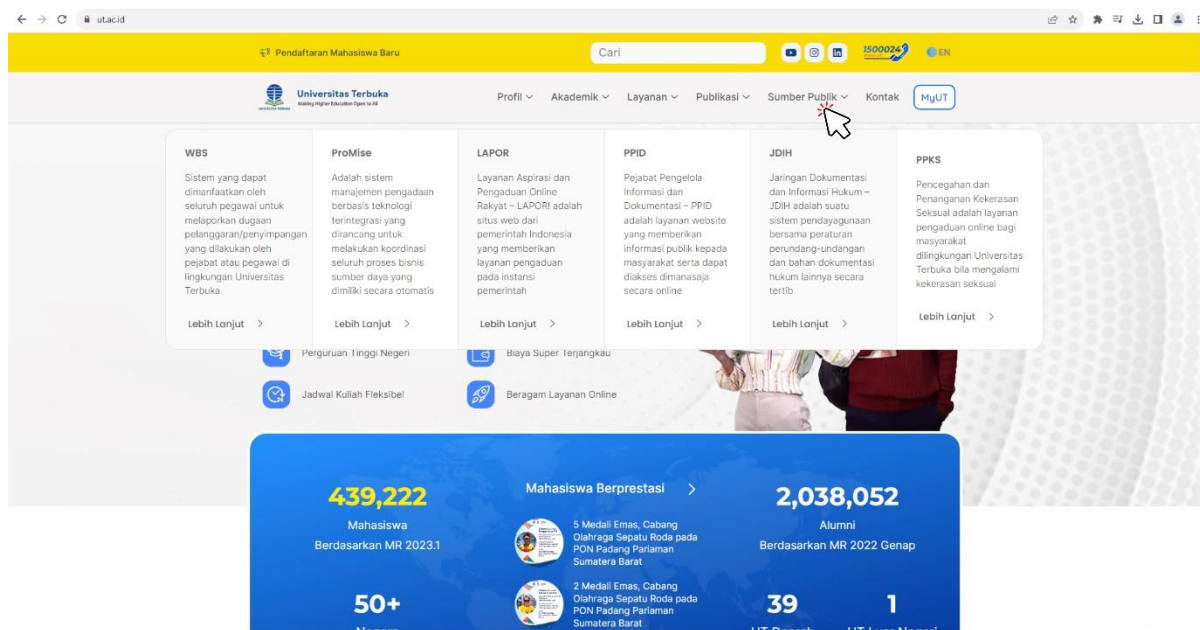 ut.ac.id
Pendaftaran Mahasiswa Baru
Cari
1500024
EN
Universitas Terbuka
Making Higher Education Open to All
Profil
Akademik
Layanan
Publikasi
Sumber Publik
Kontak
MyUT
WBS
Sistem yang dapat
dimanfaatkan oleh
seluruh pegawai untuk
melaporkan dugaan
pelanggaran/penyimpangan
yang dilakukan oleh
pejabat atau pegawai di
lingkungan Universitas
Terbuka
Lebih Lanjut >
ProMise
Adalah sistem
manajemen pengadaan
berbasis teknologi
terintegrasi yang
dirancang untuk
melakukan koordinasi
seluruh proses bisnis
sumber daya yang
dimiliki secara otomatis
Lebih Lanjut >
LAPOR
Layanan Aspirasi dan
Pengaduan Online
Rakyat – LAPOR! adalah
situs web dari
pemerintah Indonesia
yang memberikan
layanan pengaduan
pada instansi
pemerintah
Lebih Lanjut >
PPID
Pejabat Pengelola
Informasi dan
Dokumentasi – PPID
adalah layanan website
yang memberikan
informasi publik kepada
masyarakat serta dapat
diakses dimanasaja
secara online
Lebih Lanjut >
JDIH
Jaringan Dokumentasi
dan Informasi Hukum –
JDIH adalah suatu
sistem pendayagunaan
bersama peraturan
perundang-undangan
dan bahan dokumentasi
hukum lainnya secara
tertib
Lebih Lanjut >
PPKS
Pencegahan dan
Penanganan Kekerasan
Seksual adalah layanan
pengaduan online bagi
masyarakat
dilingkungan Universitas
Terbuka bila mengalami
kekerasan seksual
Lebih Lanjut >
Perguruan Tinggi Negeri
Biaya Super Terjangkau
Jadwal Kuliah Fleksibel
Beragam Layanan Online
439,222
Mahasiswa
Berdasarkan MR 2023.1
50+
Negara
Mahasiswa Berprestasi >
5 Medali Emas, Cabang
Olahraga Sepatu Roda pada
PON Padang Pariaman
Sumatera Barat
2 Medali Emas, Cabang
Olahraga Sepatu Roda pada
PON Padang Pariaman
Sumatera Barat
2,038,052
Alumni
Berdasarkan MR 2022 Genap
39
UT Daerah
1
UT Luar Negeri